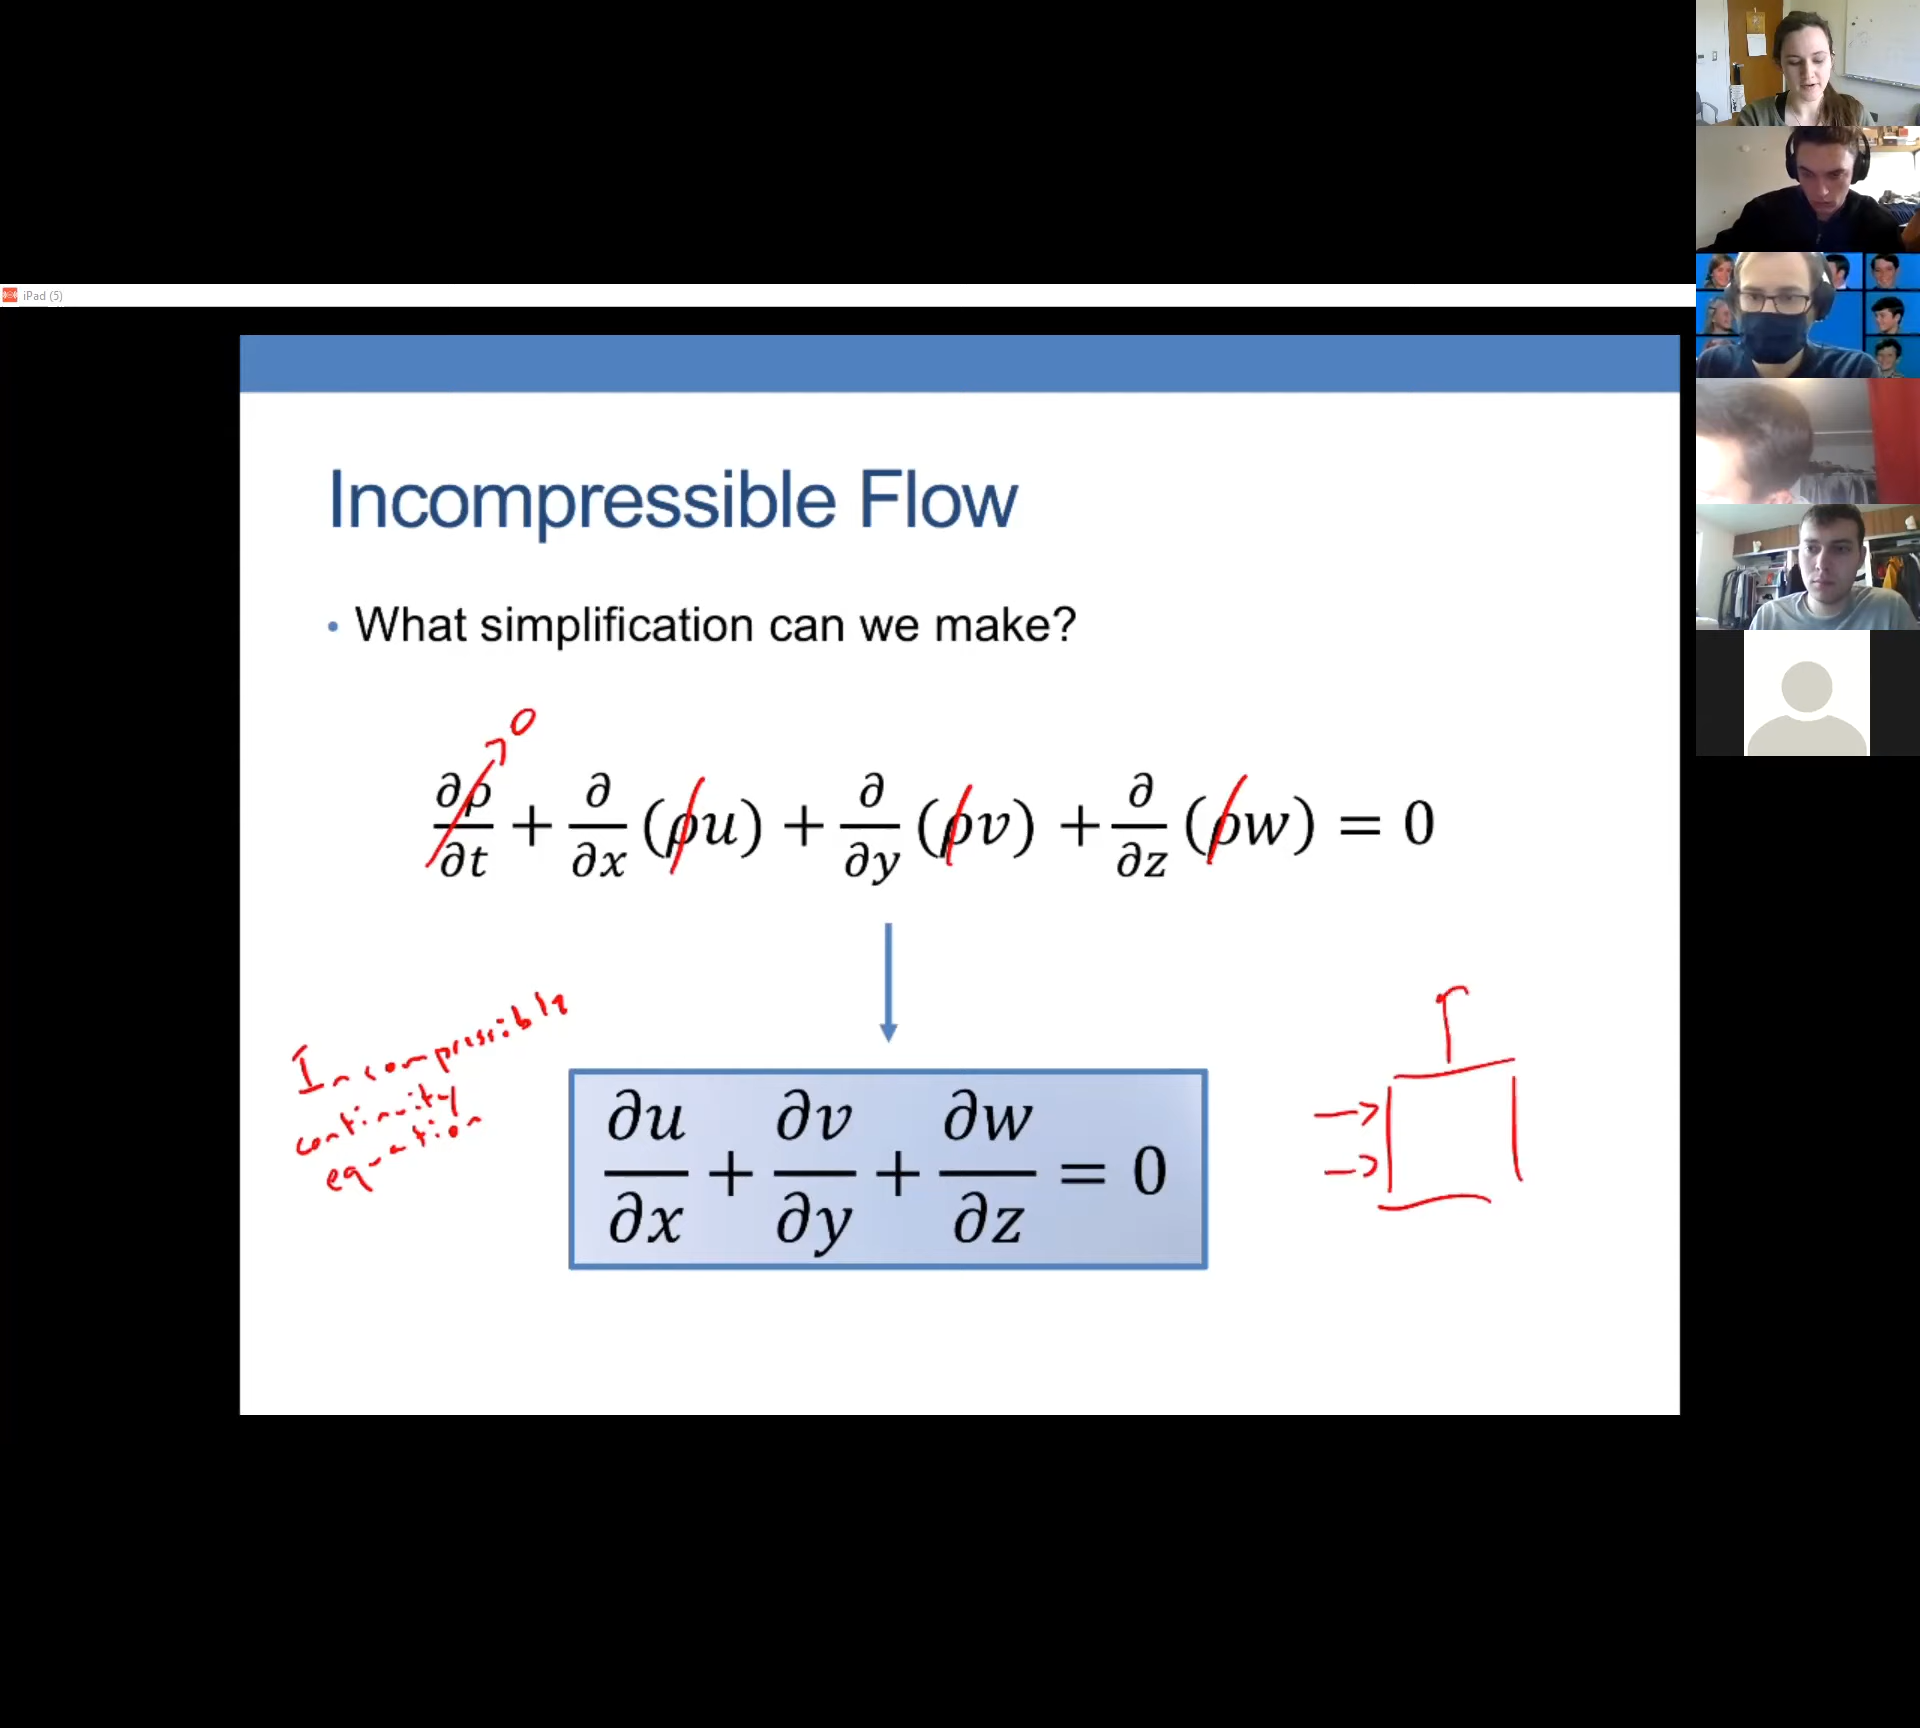 iPad (5)
Incompressible Flow
• What simplification can we make?
0
∂ρ/∂t + ∂/∂x (ρu) + ∂/∂y (ρv) + ∂/∂z (ρw) = 0
Incompressible
continuity
equation
∂u/∂x + ∂v/∂y + ∂w/∂z = 0